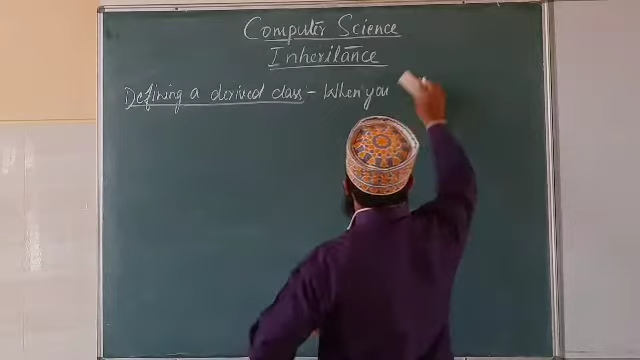 Computer Science
Inheritance
Defining a derived class - When you